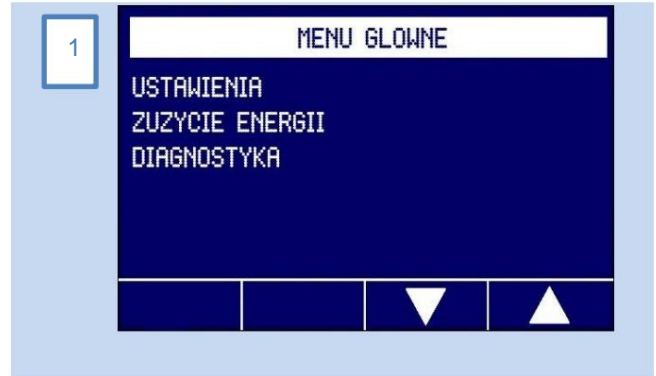 1
MENU GLOWNE
USTAWIENIA
ZUZYCIE ENERGII
DIAGNOSTYKA